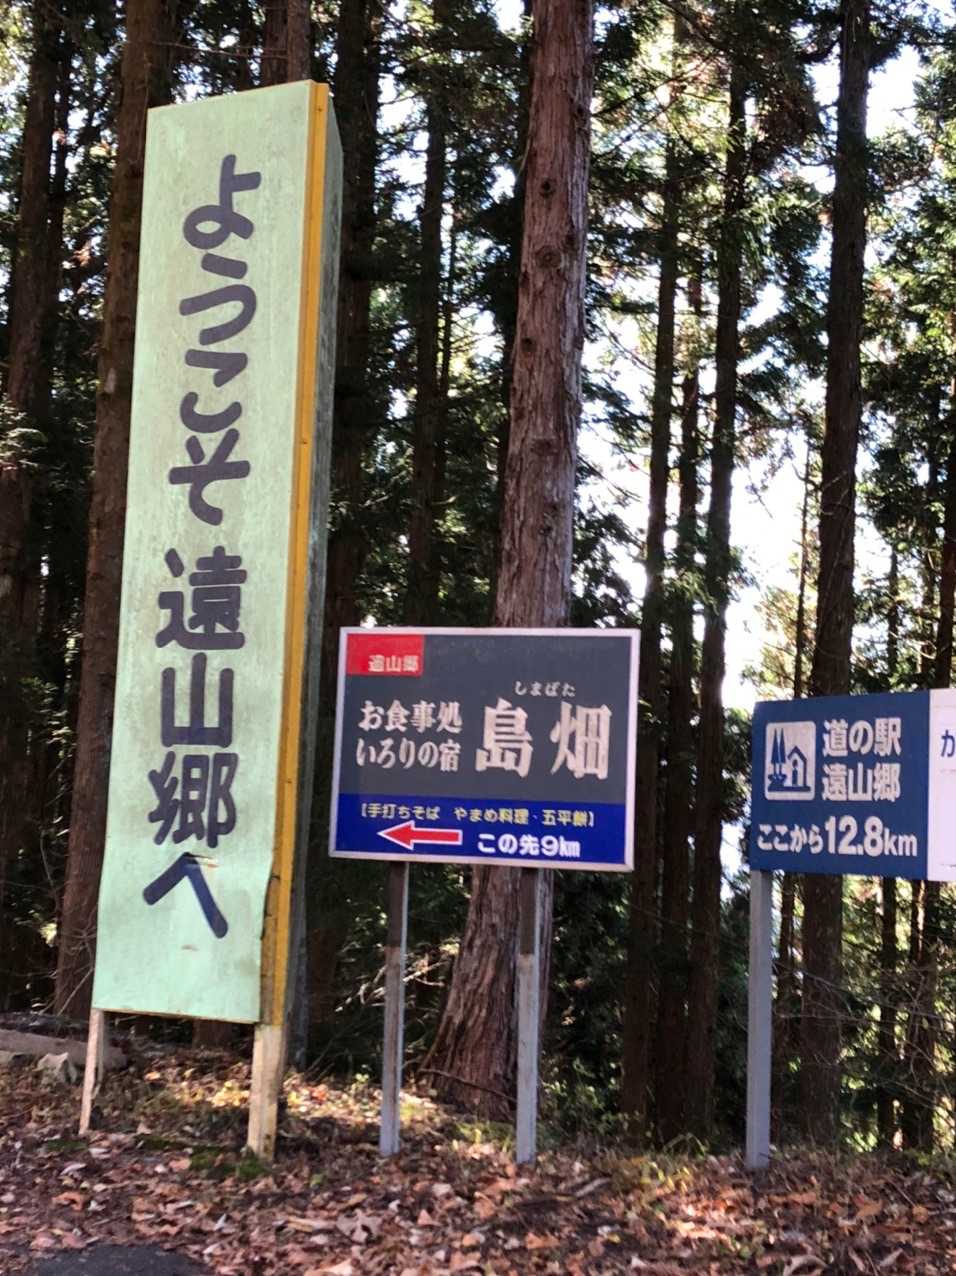 ようこそ遠山郷へ
遠山郷
お食事処
いろりの宿
しまばた
島畑
【手打ちそば やまめ料理・五平餅】
この先9km
道の駅
遠山郷
ここから12.8km
か